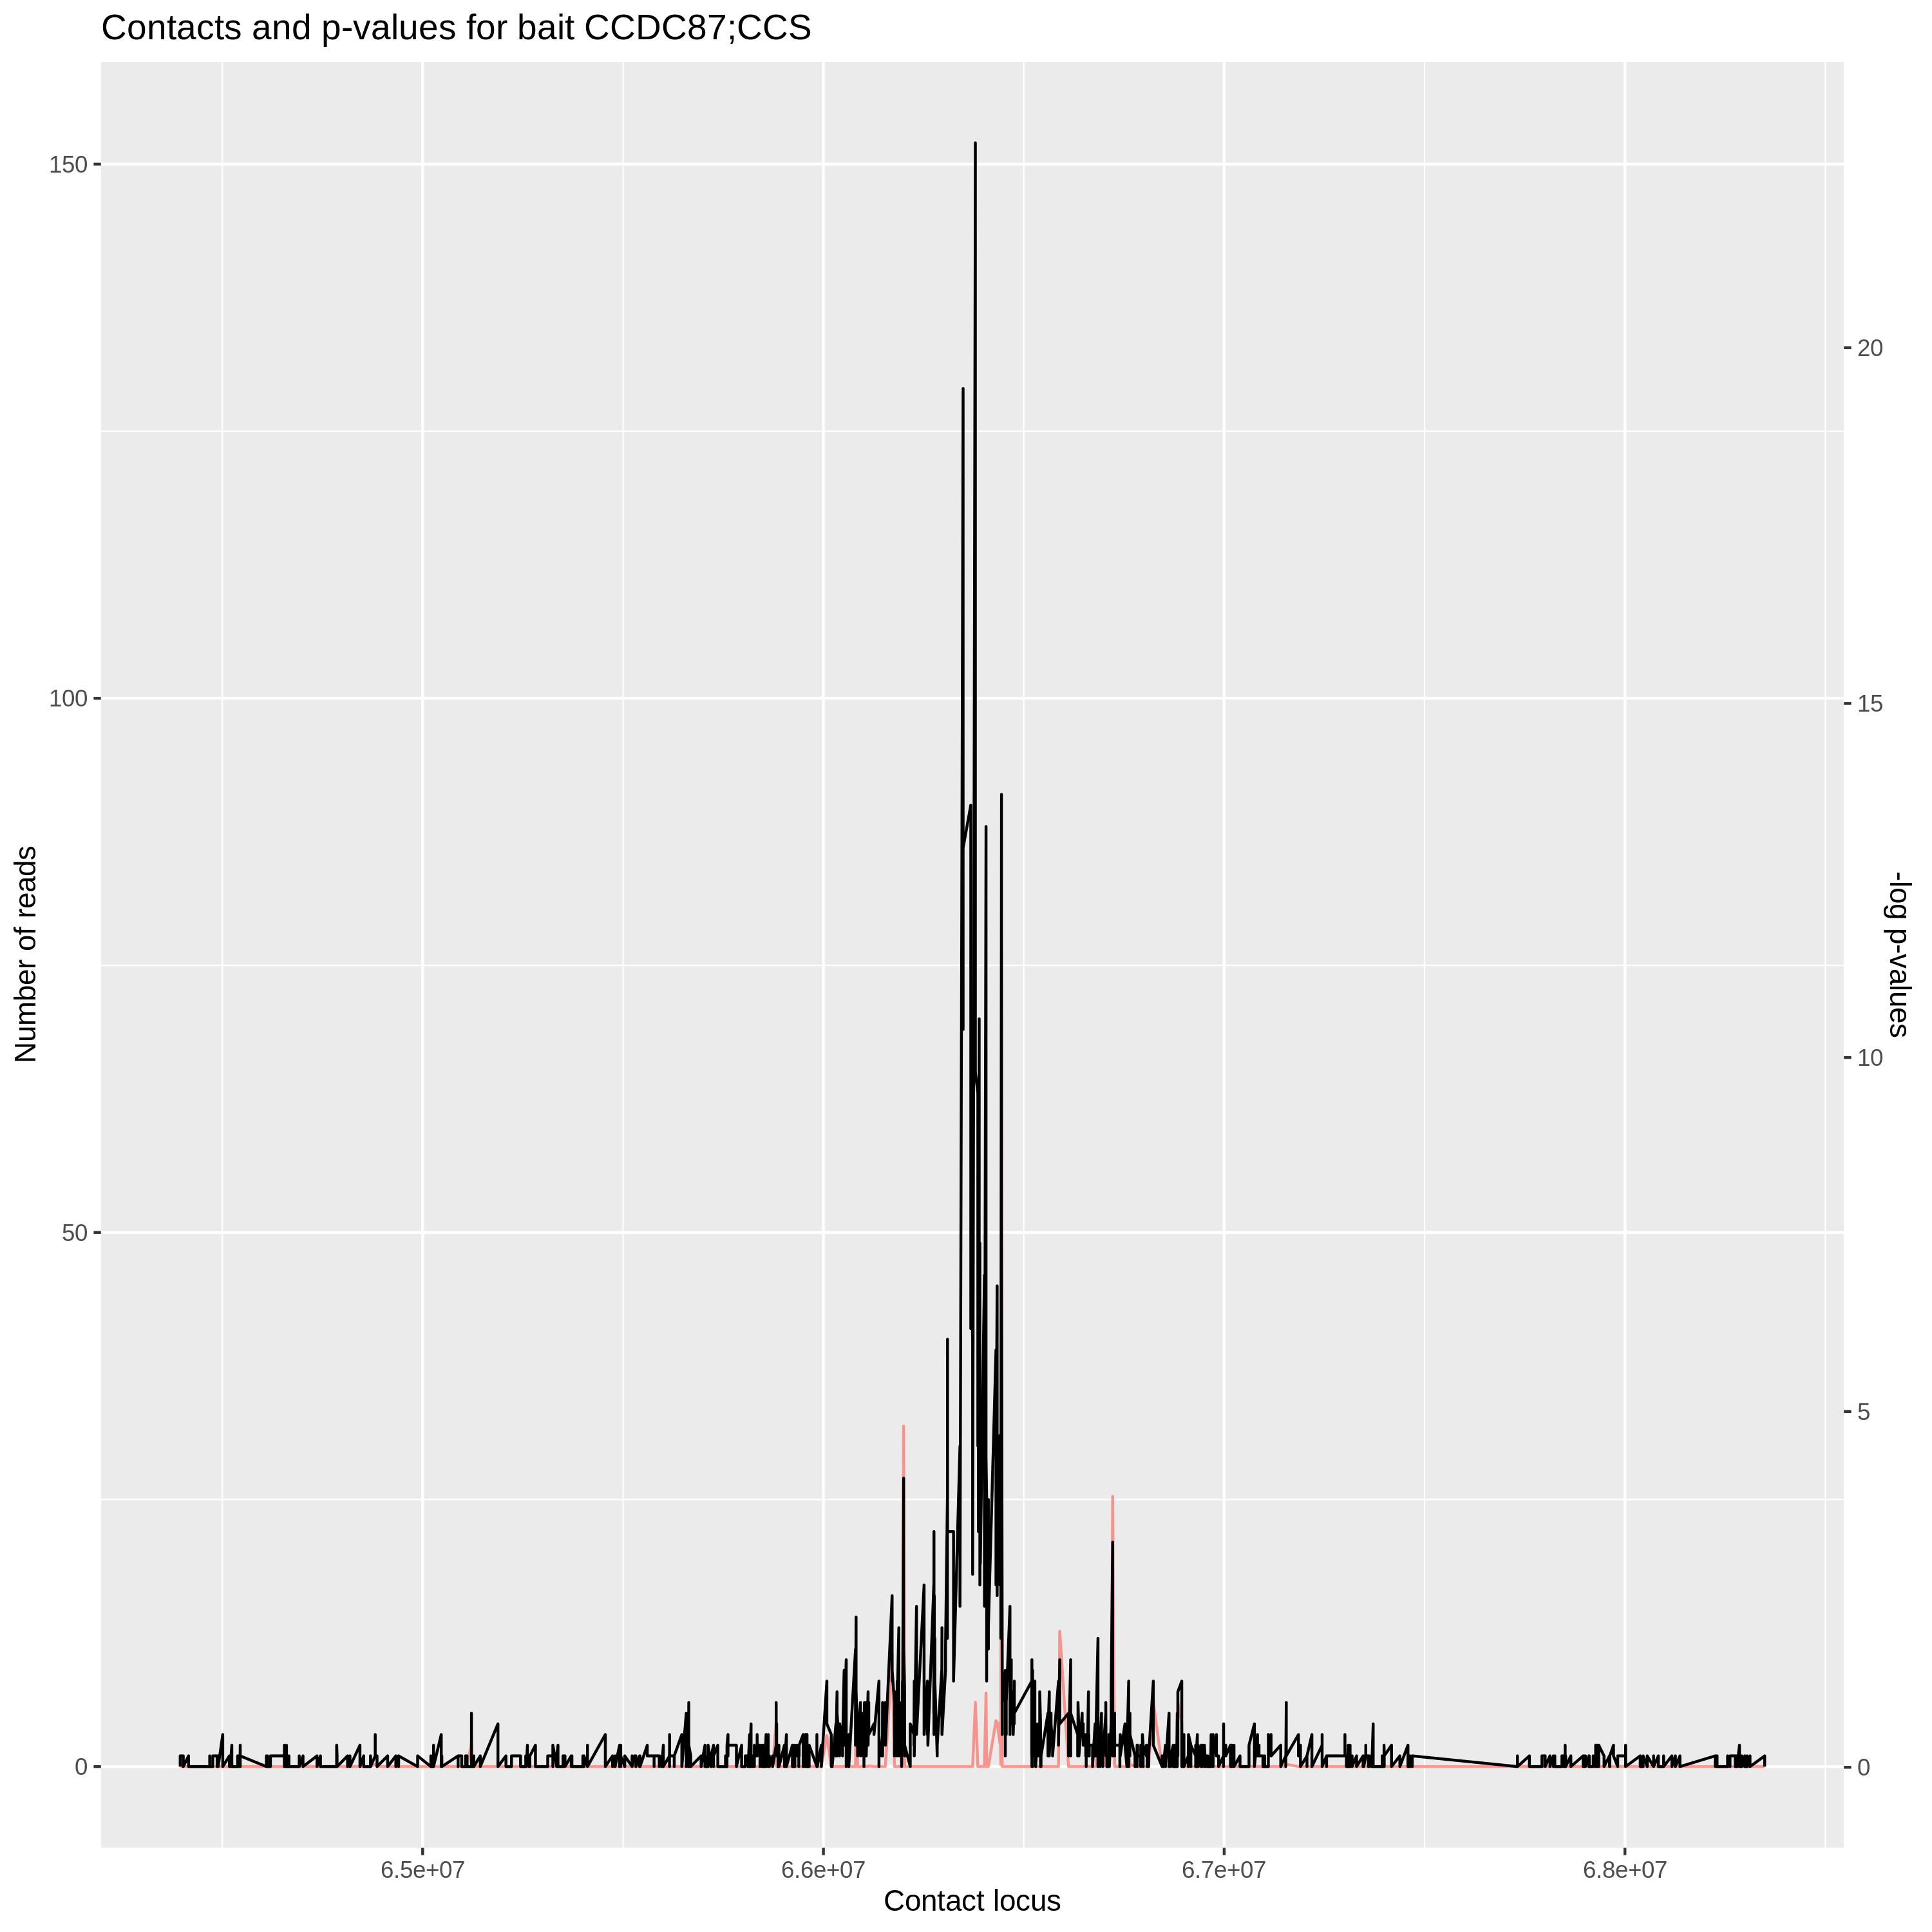 Contacts and p-values for bait CCDC87;CCS
150
100
50
0
Number of reads
20
15
10
5
0
-log p-values
6.5e+07 6.6e+07 6.7e+07 6.8e+07
Contact locus